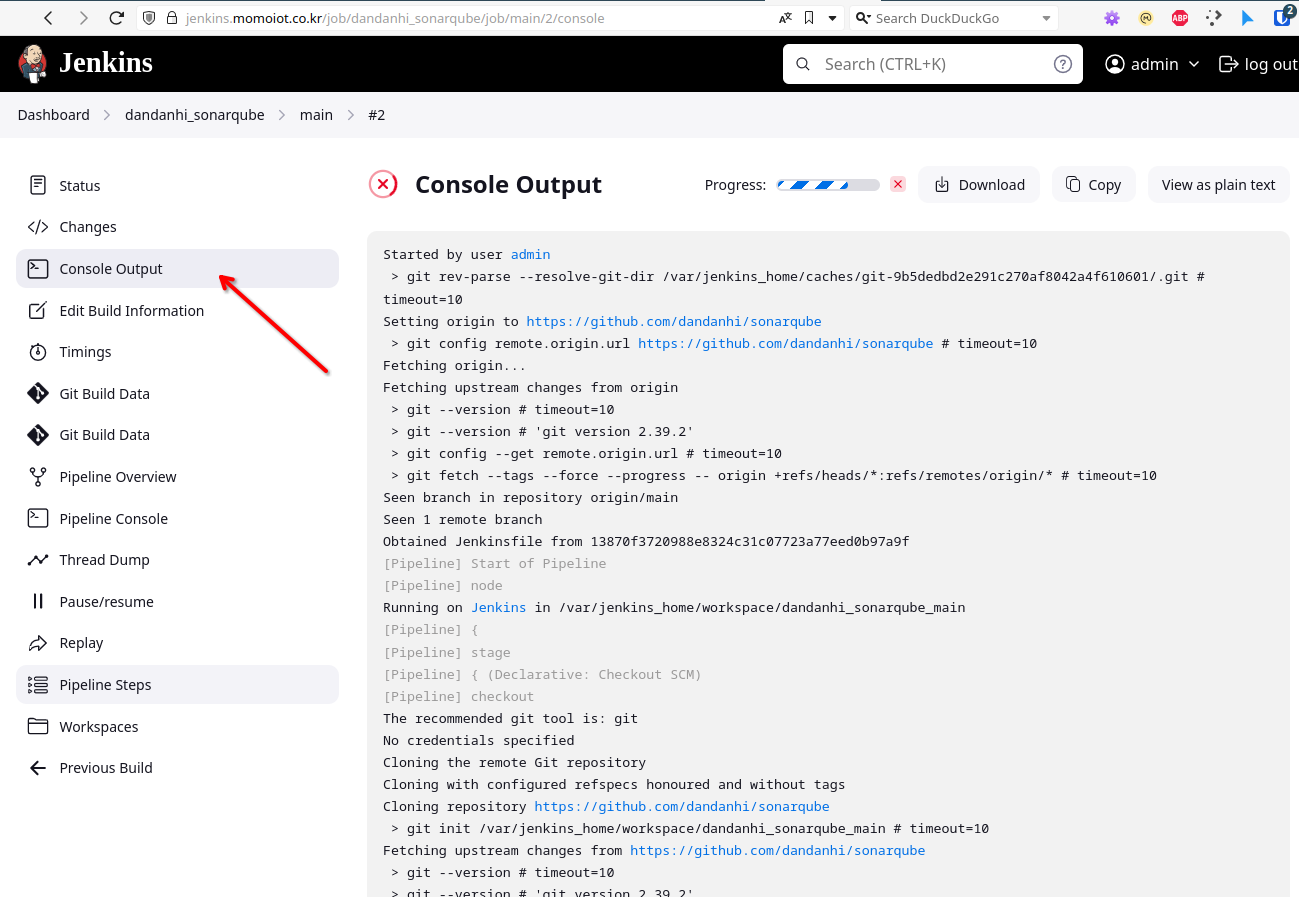 jenkins.momoiot.co.kr/job/dandanhi_sonarqube/job/main/2/console
Search DuckDuckGo
ABP
2
Jenkins
Search (CTRL+K)
?
admin
log out
Dashboard
dandanhi_sonarqube
main
#2
Status
Changes
Console Output
Edit Build Information
Timings
Git Build Data
Git Build Data
Pipeline Overview
Pipeline Console
Thread Dump
Pause/resume
Replay
Pipeline Steps
Workspaces
Previous Build
Console Output
Progress:
Download
Copy
View as plain text
Started by user admin
> git rev-parse --resolve-git-dir /var/jenkins_home/caches/git-9b5dedbd2e291c270af8042a4f610601/.git #
timeout=10
Setting origin to https://github.com/dandanhi/sonarqube
> git config remote.origin.url https://github.com/dandanhi/sonarqube # timeout=10
Fetching origin...
Fetching upstream changes from origin
> git --version # timeout=10
> git --version # 'git version 2.39.2'
> git config --get remote.origin.url # timeout=10
> git fetch --tags --force --progress -- origin +refs/heads/*:refs/remotes/origin/* # timeout=10
Seen branch in repository origin/main
Seen 1 remote branch
Obtained Jenkinsfile from 13870f3720988e8324c31c07723a77eed0b97a9f
[Pipeline] Start of Pipeline
[Pipeline] node
Running on Jenkins in /var/jenkins_home/workspace/dandanhi_sonarqube_main
[Pipeline] {
[Pipeline] stage
[Pipeline] { (Declarative: Checkout SCM)
[Pipeline] checkout
The recommended git tool is: git
No credentials specified
Cloning the remote Git repository
Cloning with configured refspecs honoured and without tags
Cloning repository https://github.com/dandanhi/sonarqube
> git init /var/jenkins_home/workspace/dandanhi_sonarqube_main # timeout=10
Fetching upstream changes from https://github.com/dandanhi/sonarqube
> git --version # timeout=10
> git --version # 'git version 2.39.2'